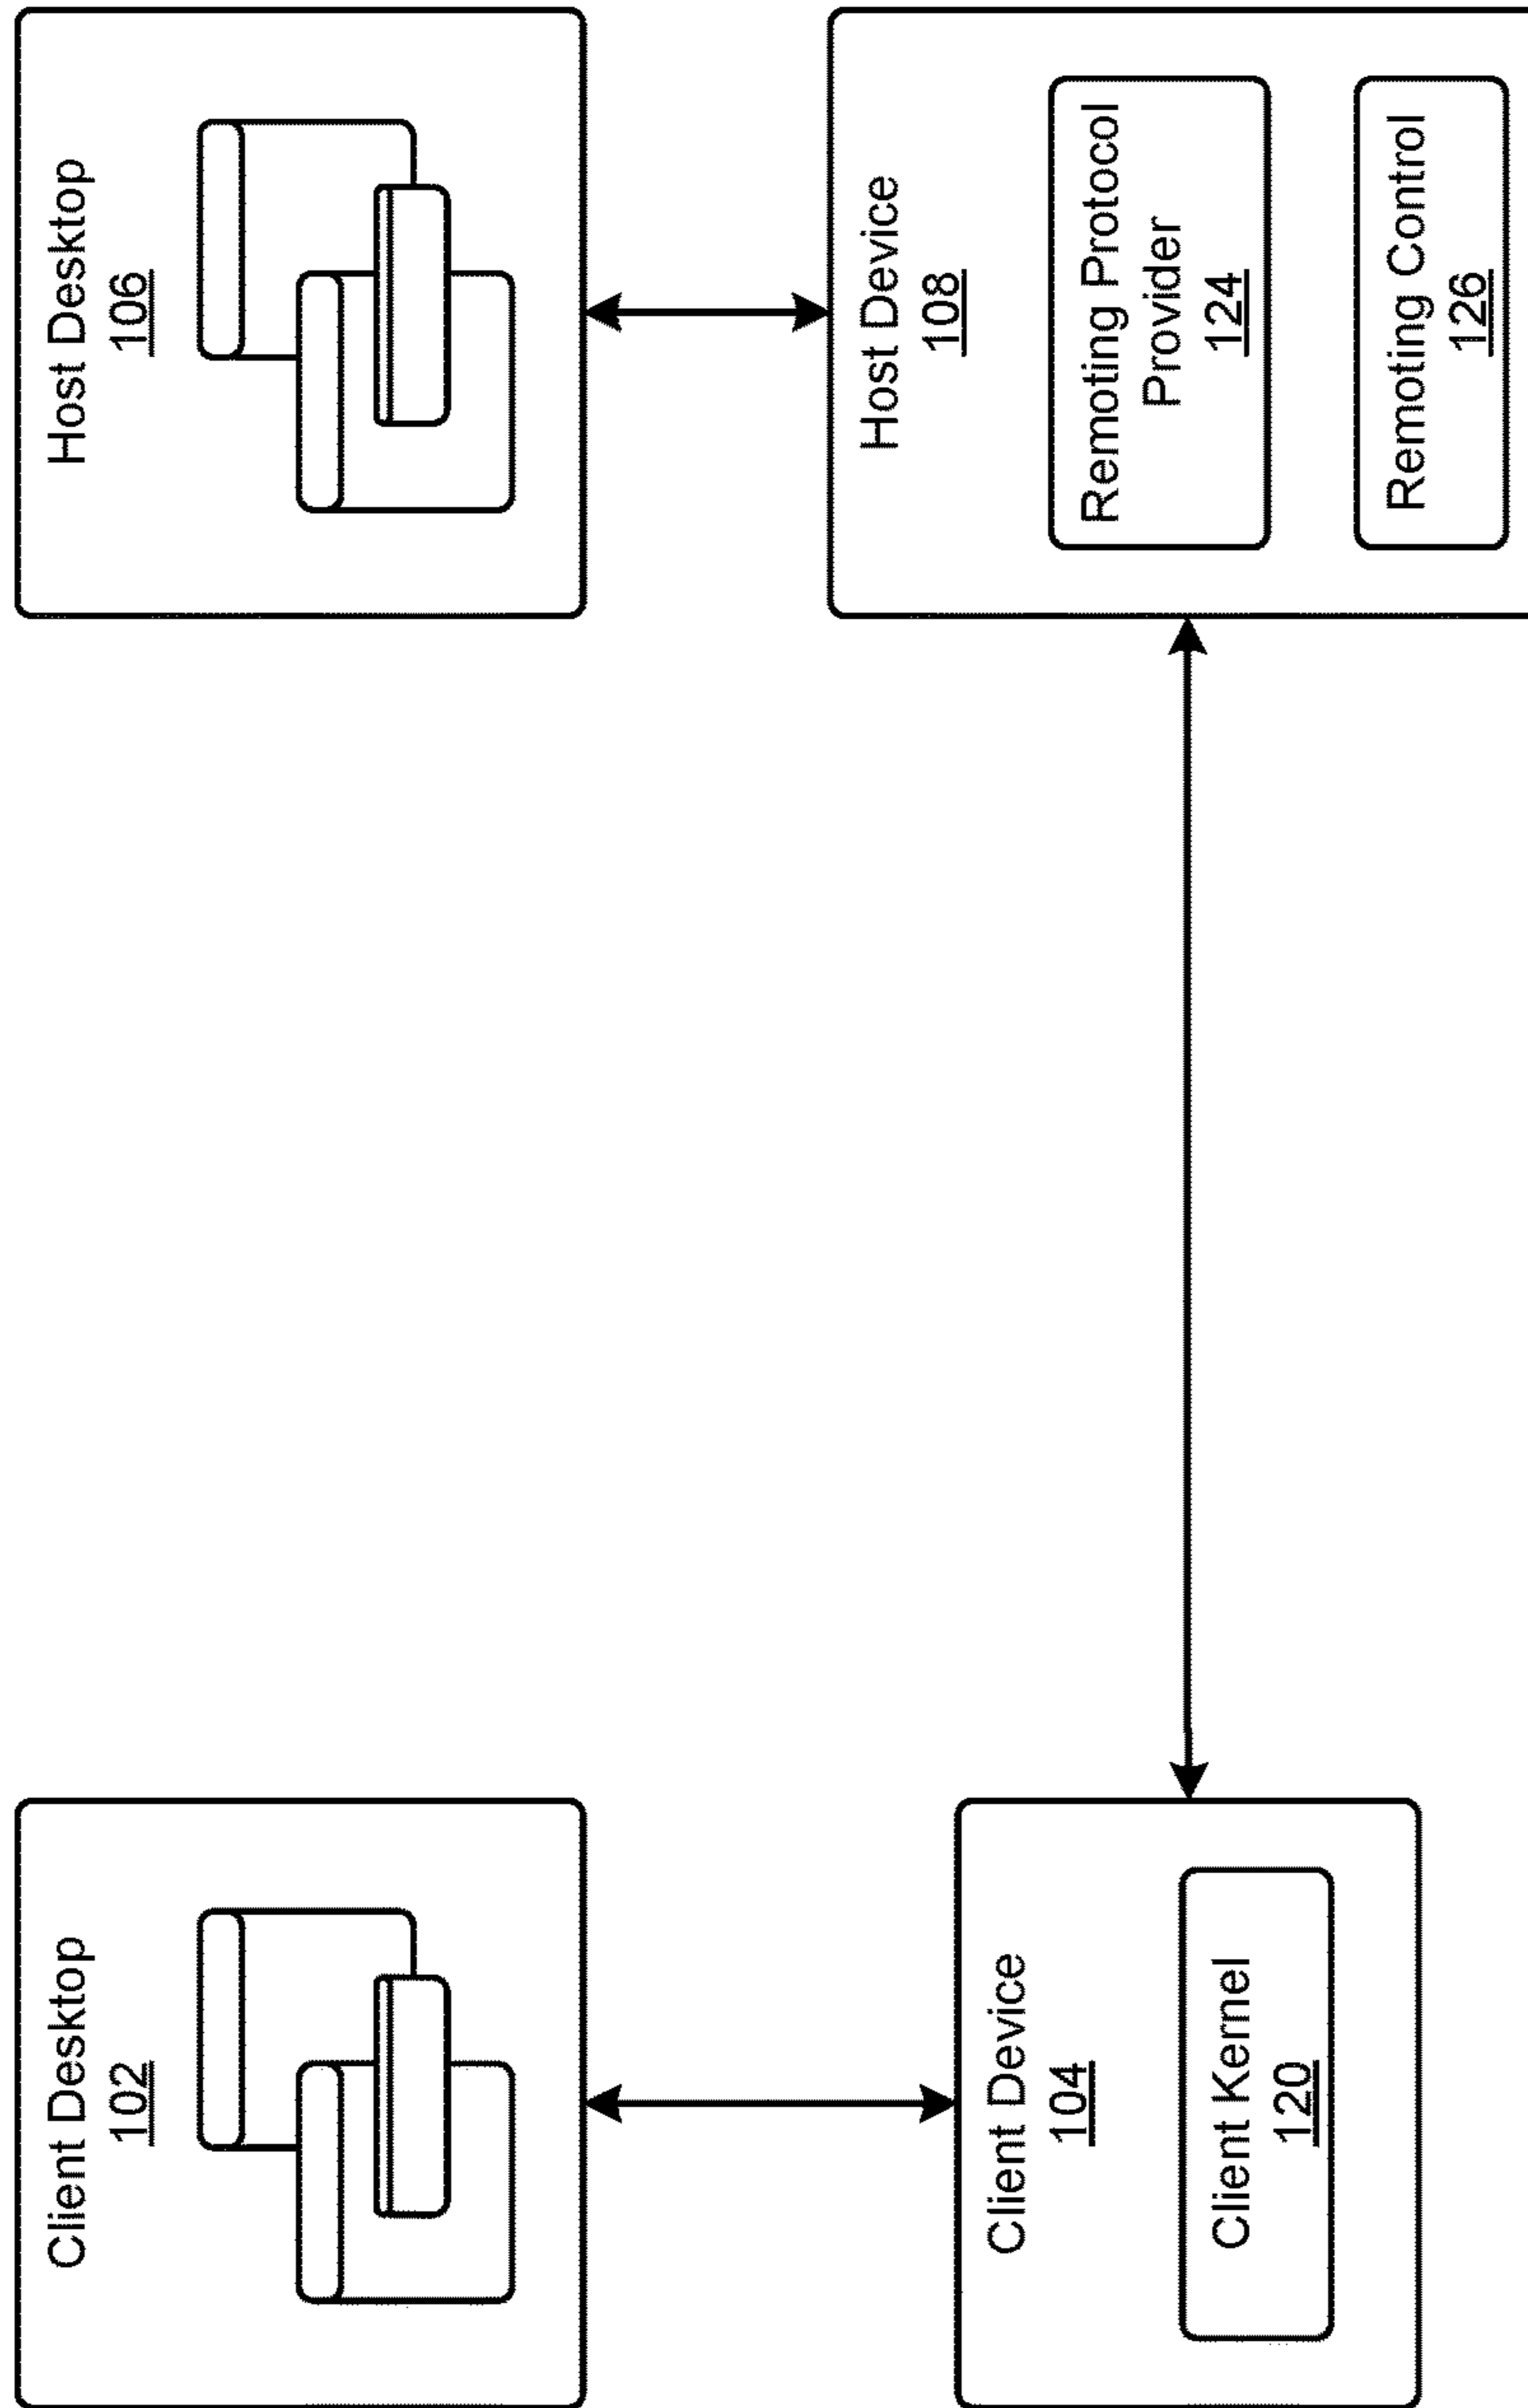 Client Desktop
102
Host Desktop
106
Client Device
104
Client Kernel
120
Host Device
108
Remoting Protocol
Provider
124
Remoting Control
126